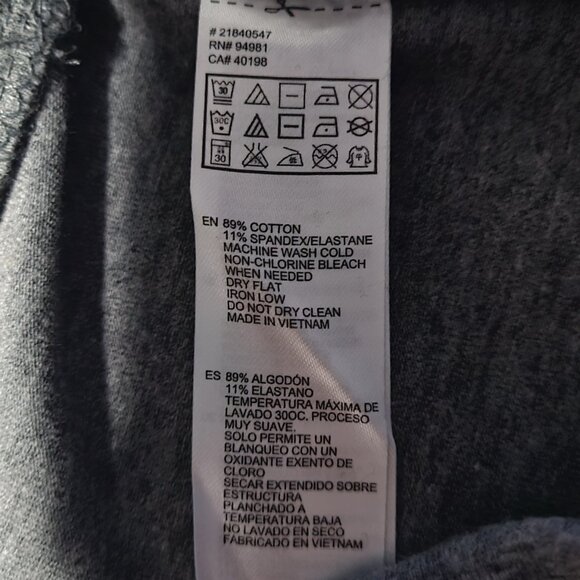 # 21840547
RN# 94981
CA# 40198
30
30C
30
EN 89% COTTON
11% SPANDEX/ELASTANE
MACHINE WASH COLD
NON-CHLORINE BLEACH
WHEN NEEDED
DRY FLAT
IRON LOW
DO NOT DRY CLEAN
MADE IN VIETNAM
ES 89% ALGODÓN
11% ELASTANO
TEMPERATURA MÁXIMA DE
LAVADO 30OC. PROCESO
MUY SUAVE.
SOLO PERMITE UN
BLANQUEO CON UN
OXIDANTE EXENTO DE
CLORO
SECAR EXTENDIDO SOBRE
ESTRUCTURA
PLANCHADO A
TEMPERATURA BAJA
NO LAVADO EN SECO
FABRICADO EN VIETNAM